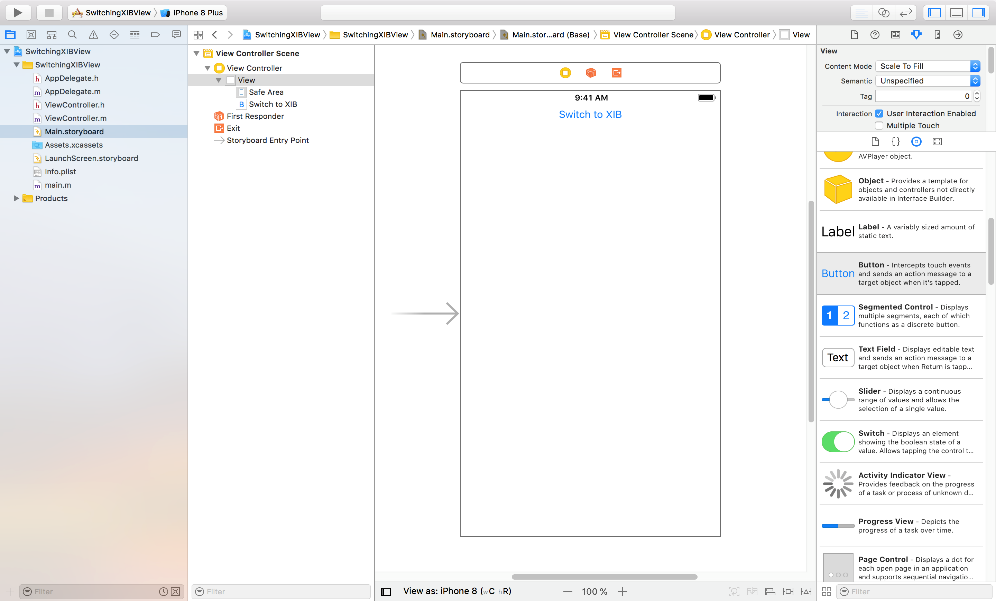 SwitchingXIBView
iPhone 8 Plus
SwitchingXIBView
SwitchingXIBView
Main.storyboard
Main.stor...ard (Base)
View Controller Scene
View Controller
View
SwitchingXIBView
SwitchingXIBView
AppDelegate.h
AppDelegate.m
ViewController.h
ViewController.m
Main.storyboard
Assets.xcassets
LaunchScreen.storyboard
Info.plist
main.m
Products
Filter
View Controller Scene
View Controller
View
Safe Area
B Switch to XIB
First Responder
Exit
Storyboard Entry Point
Filter
9:41 AM
Switch to XIB
View as: iPhone 8 (wC hR)
100 %
View
Content Mode Scale To Fill
Semantic Unspecified
Tag 0
Interaction User Interaction Enabled
Multiple Touch
AVPlayer object.
Object - Provides a template for
objects and controllers not directly
available in Interface Builder.
Label
Label - A variably sized amount of
static text.
Button
Button - Intercepts touch events
and sends an action message to a
target object when it's tapped.
1 2
Segmented Control - Displays
multiple segments, each of which
functions as a discrete button.
Text
Text Field - Displays editable text
and sends an action message to a
target object when Return is tapp...
Slider - Displays a continuous
range of values and allows the
selection of a single value.
Switch - Displays an element
showing the boolean state of a
value. Allows tapping the control t...
Activity Indicator View -
Provides feedback on the progress
of a task or process of unknown d...
Progress View - Depicts the
progress of a task over time.
Page Control - Displays a dot for
each open page in an application
and supports sequential navigatio...
Filter